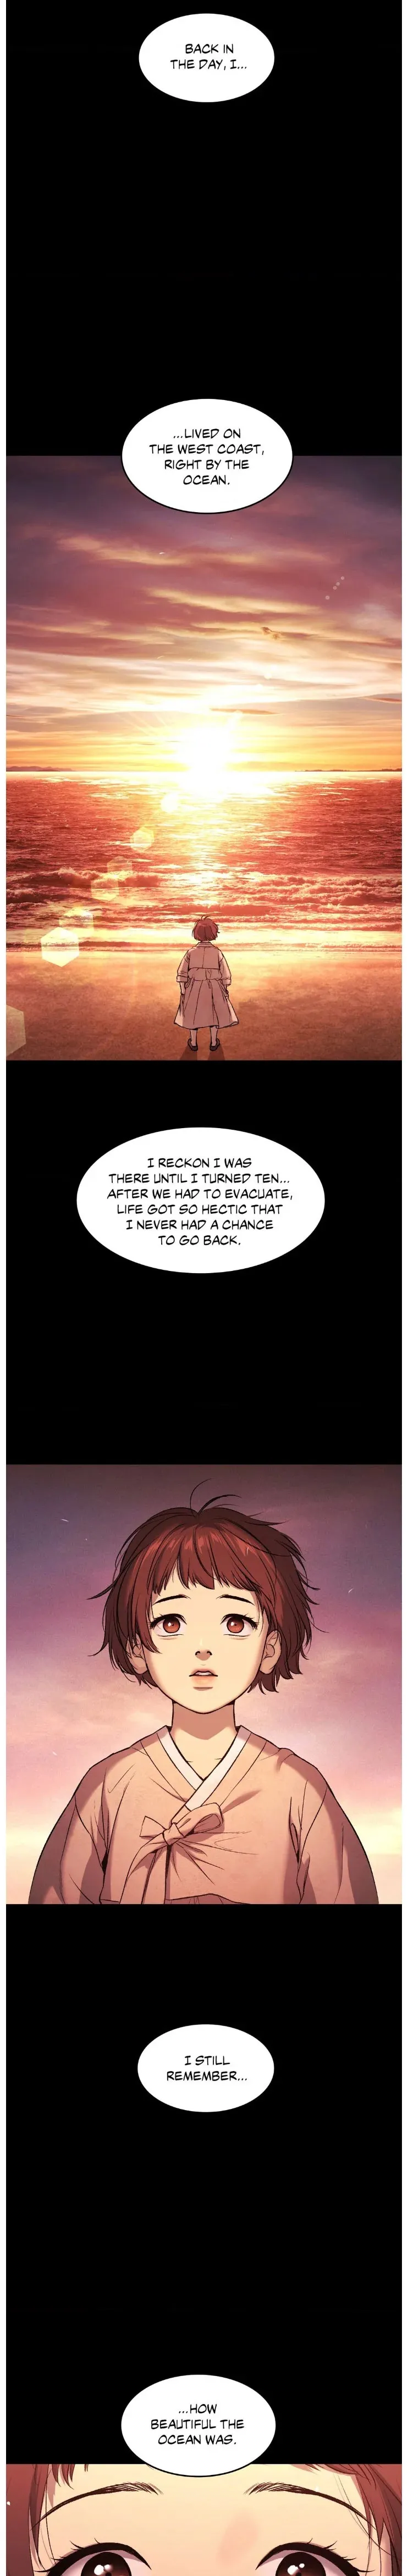 BACK IN
THE DAY, I...
...LIVED ON
THE WEST COAST,
RIGHT BY THE
OCEAN.
I RECKON I WAS
THERE UNTIL I TURNED TEN...
AFTER WE HAD TO EVACUATE,
LIFE GOT SO HECTIC THAT
I NEVER HAD A CHANCE
TO GO BACK.
I STILL
REMEMBER...
...HOW
BEAUTIFUL THE
OCEAN WAS.